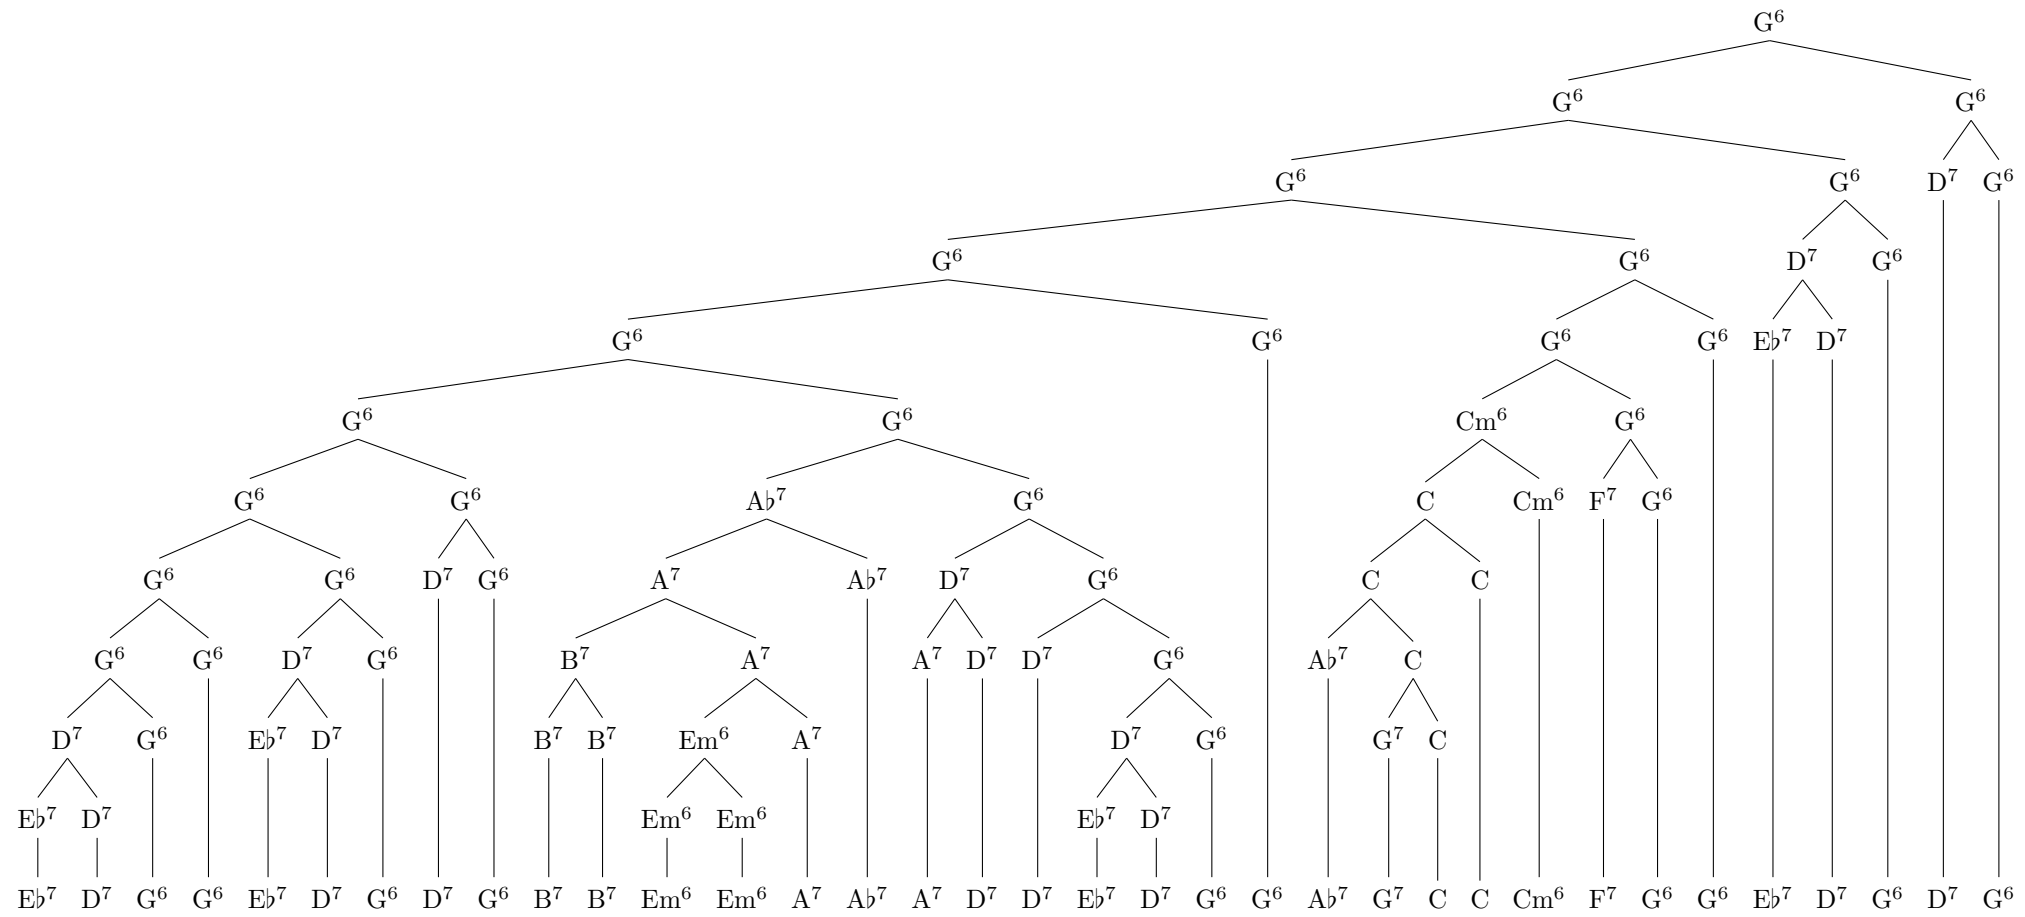 G⁶
G⁶ G⁶
G⁶ G⁶ D⁷ G⁶
G⁶ G⁶ D⁷ G⁶
G⁶ G⁶ G⁶ G⁶ E♭⁷ D⁷
G⁶ G⁶ Cm⁶ G⁶
G⁶ G⁶ A♭⁷ G⁶ C Cm⁶ F⁷ G⁶
G⁶ G⁶ D⁷ G⁶ A⁷ A♭⁷ D⁷ G⁶ C C
G⁶ G⁶ D⁷ G⁶ B⁷ A⁷ A⁷ D⁷ D⁷ G⁶ A♭⁷ C
D⁷ G⁶ E♭⁷ D⁷ B⁷ B⁷ Em⁶ A⁷ D⁷ G⁶ G⁷ C
E♭⁷ D⁷ Em⁶ Em⁶ E♭⁷ D⁷
E♭⁷ D⁷ G⁶ G⁶ E♭⁷ D⁷ G⁶ D⁷ G⁶ B⁷ B⁷ Em⁶ Em⁶ A⁷ A♭⁷ A⁷ D⁷ D⁷ E♭⁷ D⁷ G⁶ G⁶ A♭⁷ G⁷ C C Cm⁶ F⁷ G⁶ G⁶ E♭⁷ D⁷ G⁶ D⁷ G⁶